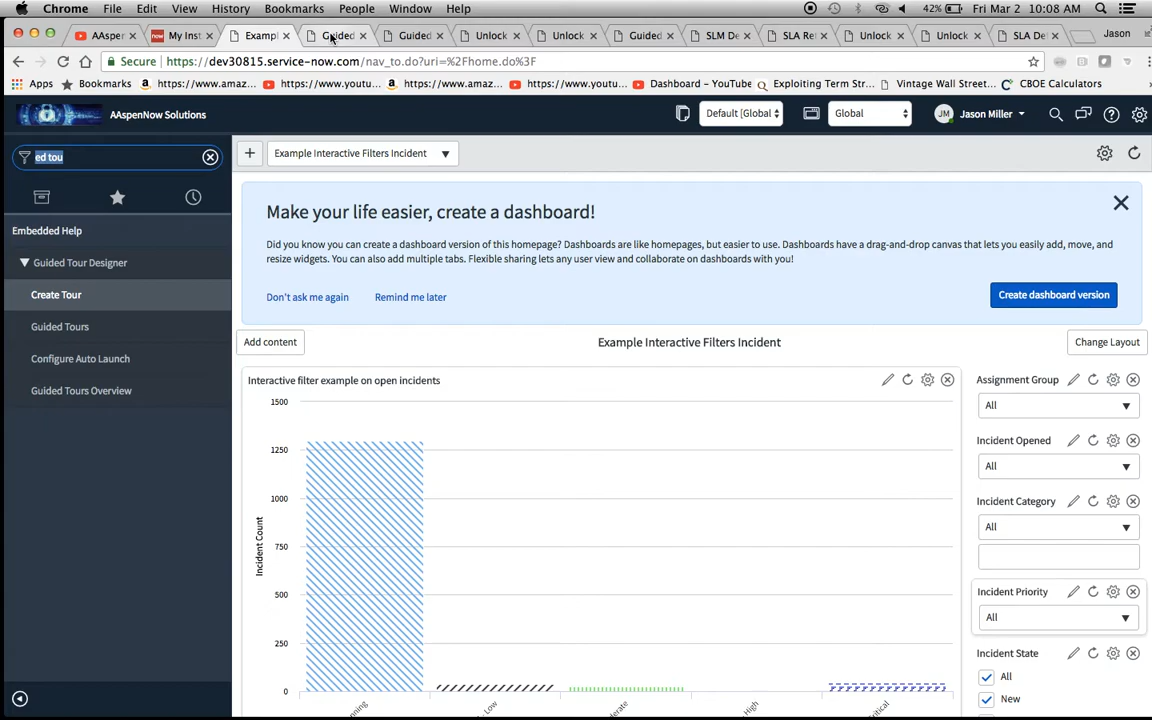 Chrome File Edit View History Bookmarks People Window Help 42% Fri Mar 2 10:08 AM
AAsper My Inst Exampl Guided Guided Unlock Unlock Guided SLM De SLA Re Unlock Unlock SLA De Jason
Secure https://dev30815.service-now.com/nav_to.do?uri=%2Fhome.do%3F
Apps Bookmarks https://www.amaz... https://www.youtu... https://www.amaz... https://www.youtu... Dashboard – YouTube Exploiting Term Str... Vintage Wall Street... CBOE Calculators
AAspenNow Solutions Default [Global Global JM Jason Miller
ed tou
Example Interactive Filters Incident
Embedded Help
Guided Tour Designer
Create Tour
Guided Tours
Configure Auto Launch
Guided Tours Overview
Make your life easier, create a dashboard!
Did you know you can create a dashboard version of this homepage? Dashboards are like homepages, but easier to use. Dashboards have a drag-and-drop canvas that lets you easily add, move, and
resize widgets. You can also add multiple tabs. Flexible sharing lets any user view and collaborate on dashboards with you!
Don't ask me again Remind me later Create dashboard version
Add content Example Interactive Filters Incident Change Layout
Interactive filter example on open incidents
1500
1250
1000
750
500
250
0
Incident Count
nning
- Low
derate
- High
Critical
Assignment Group
All
Incident Opened
All
Incident Category
All
Incident Priority
All
Incident State
All
New